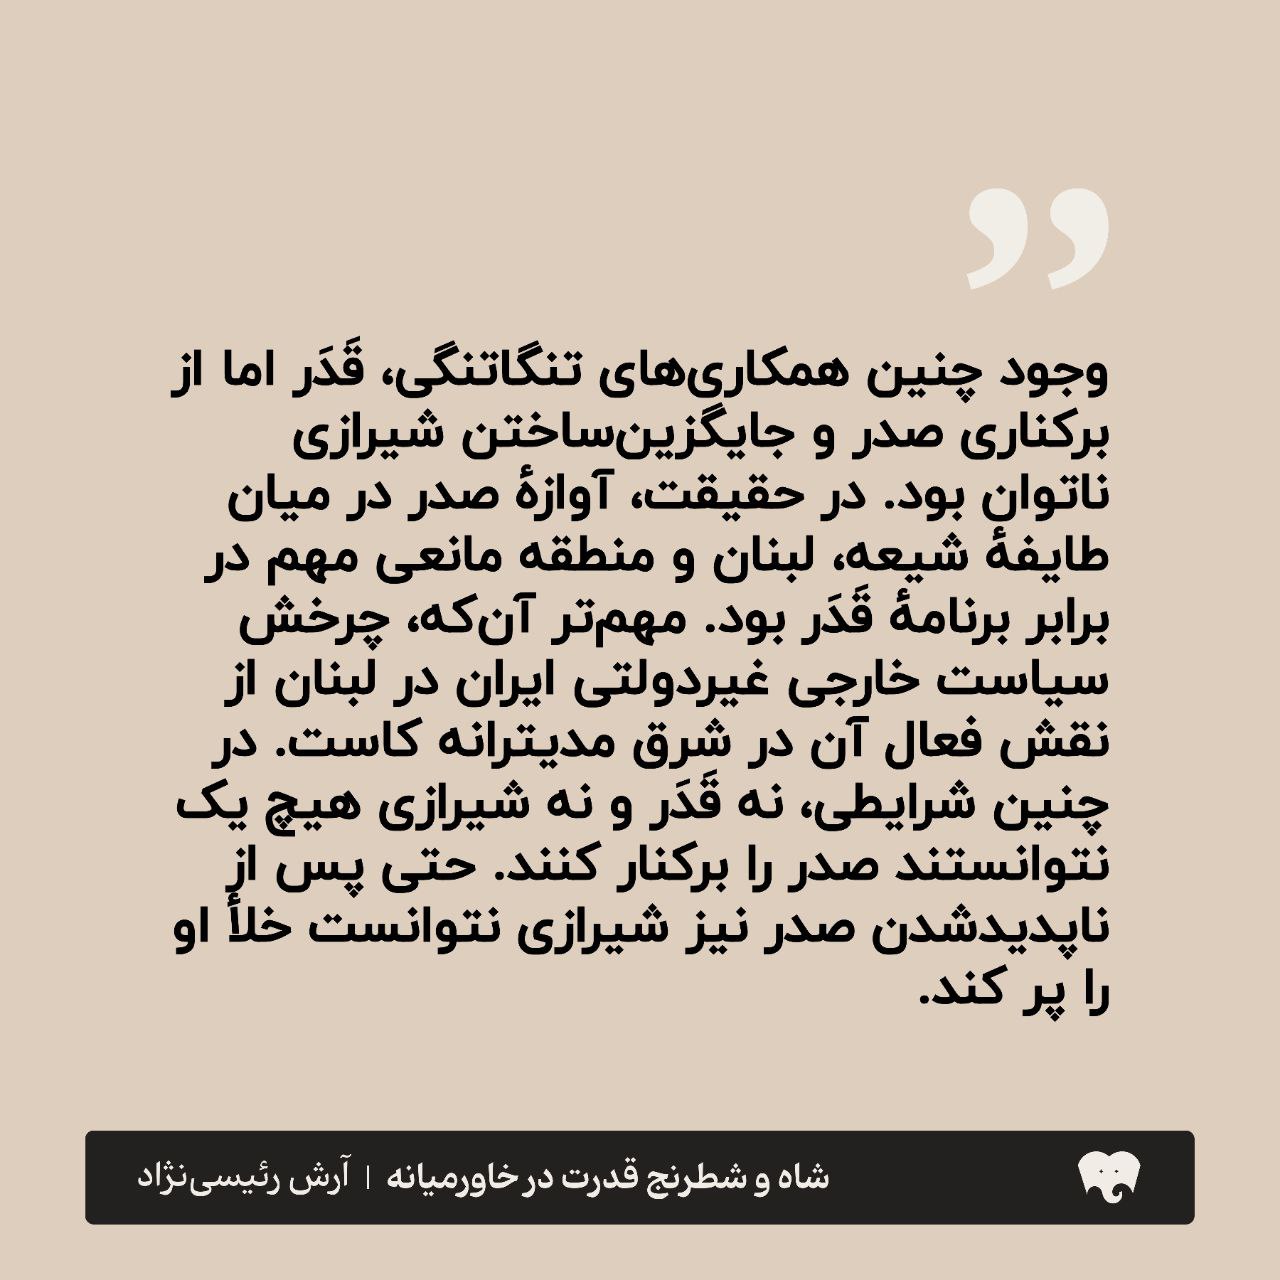 وجود چنین همکاری‌های تنگاتنگی، قَدَر اما از
برکناری صدر و جایگزین‌ساختن شیرازی
ناتوان بود. در حقیقت، آوازهٔ صدر در میان
طایفهٔ شیعه، لبنان و منطقه مانعی مهم در
برابر برنامهٔ قَدَر بود. مهم‌تر آن‌که، چرخش
سیاست خارجی غیردولتی ایران در لبنان از
نقش فعال آن در شرق مدیترانه کاست. در
چنین شرایطی، نه قَدَر و نه شیرازی هیچ یک
نتوانستند صدر را برکنار کنند. حتی پس از
ناپدیدشدن صدر نیز شیرازی نتوانست خلأ او
را پر کند.
شاه و شطرنج قدرت در خاورمیانه | آرش رئیسی‌نژاد